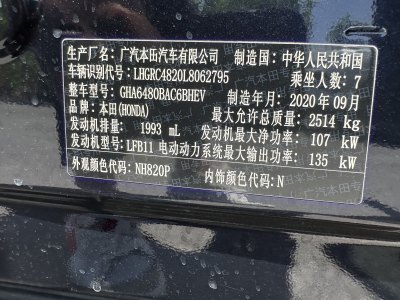 生产厂名: 广汽本田汽车有限公司 制造国: 中华人民共和国
车辆识别代号: LHGRC4820L8062795 乘坐人数: 7
整车型号: GHA6480BAC6BHEV 制造年月: 2020年09月
品牌: 本田(HONDA) 最大允许总质量: 2514 kg
发动机排量: 1993 mL 发动机最大净功率: 107 kW
发动机型号: LFB11 电动动力系统最大输出功率: 135 kW
外观颜色代码: NH820P 内饰颜色代码: N